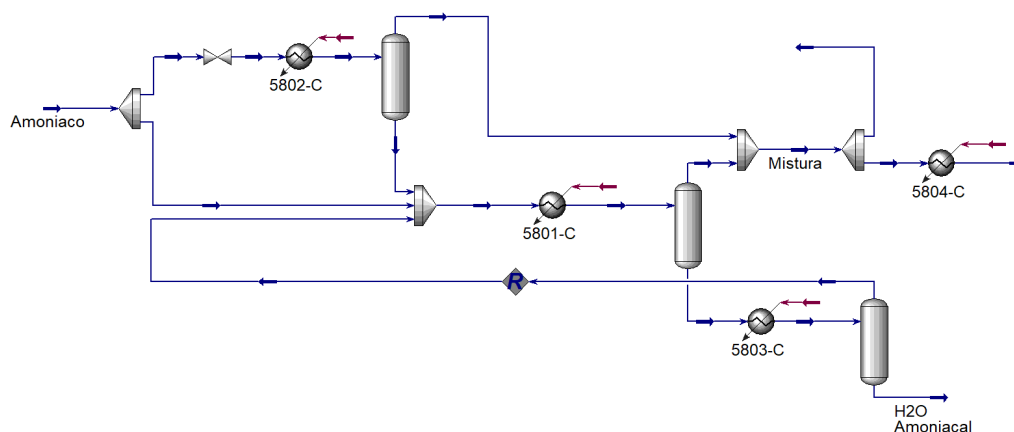 5802-C
Amoniaco
Mistura
5804-C
5801-C
R
5803-C
H2O
Amoniacal